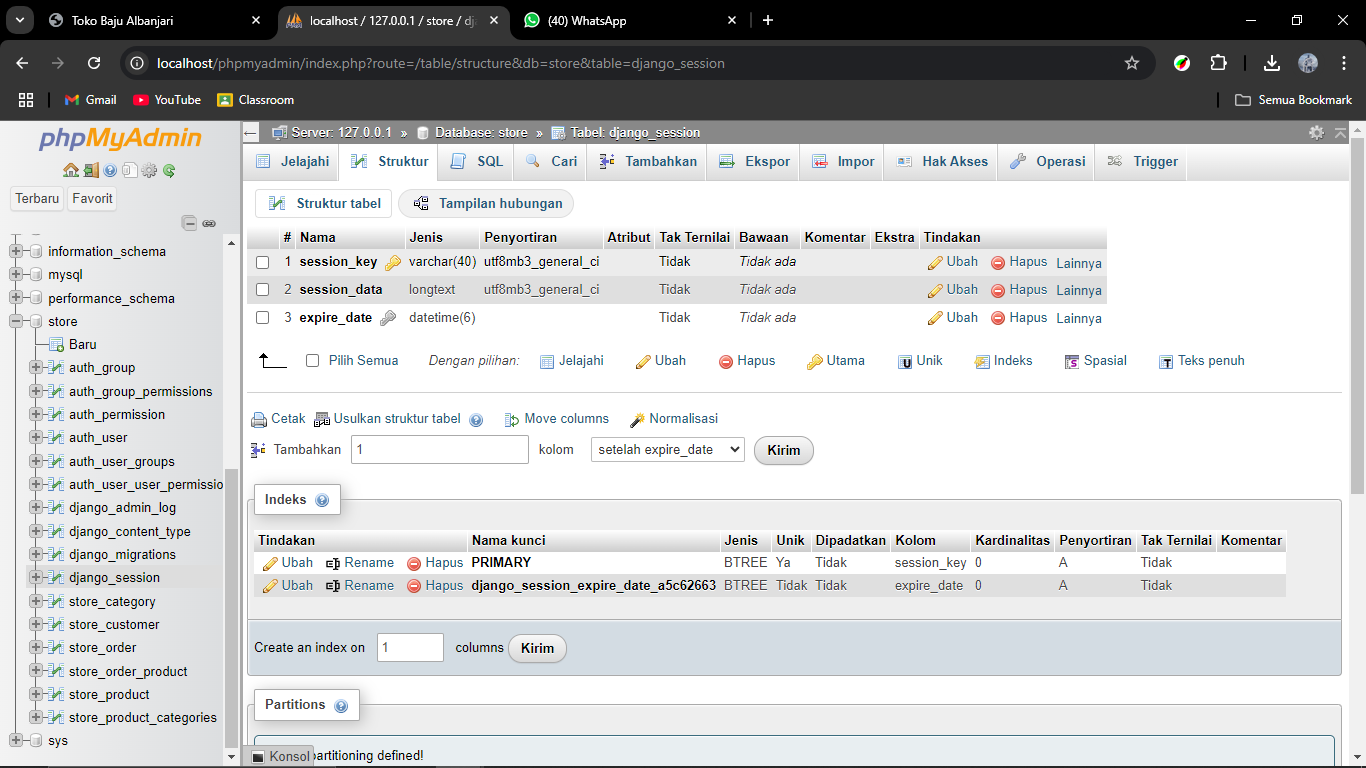 Toko Baju Albanjari
localhost / 127.0.0.1 / store / dj
(40) WhatsApp
localhost/phpmyadmin/index.php?route=/table/structure&db=store&table=django_session
Gmail YouTube Classroom Semua Bookmark
phpMyAdmin
Terbaru Favorit
information_schema
mysql
performance_schema
store
Baru
auth_group
auth_group_permissions
auth_permission
auth_user
auth_user_groups
auth_user_user_permissio
django_admin_log
django_content_type
django_migrations
django_session
store_category
store_customer
store_order
store_order_product
store_product
store_product_categories
sys
Server: 127.0.0.1 » Database: store » Tabel: django_session
Jelajahi Struktur SQL Cari Tambahkan Ekspor Impor Hak Akses Operasi Trigger
Struktur tabel Tampilan hubungan
# Nama Jenis Penyortiran Atribut Tak Ternilai Bawaan Komentar Ekstra Tindakan
1 session_key varchar(40) utf8mb3_general_ci Tidak Tidak ada Ubah Hapus Lainnya
2 session_data longtext utf8mb3_general_ci Tidak Tidak ada Ubah Hapus Lainnya
3 expire_date datetime(6) Tidak Tidak ada Ubah Hapus Lainnya
Pilih Semua Dengan pilihan: Jelajahi Ubah Hapus Utama Unik Indeks Spasial Teks penuh
Cetak Usulkan struktur tabel Move columns Normalisasi
Tambahkan 1 kolom setelah expire_date Kirim
Indeks
Tindakan Nama kunci Jenis Unik Dipadatkan Kolom Kardinalitas Penyortiran Tak Ternilai Komentar
Ubah Rename Hapus PRIMARY BTREE Ya Tidak session_key 0 A Tidak
Ubah Rename Hapus django_session_expire_date_a5c62663 BTREE Tidak Tidak expire_date 0 A Tidak
Create an index on 1 columns Kirim
Partitions
Konsol partitioning defined!